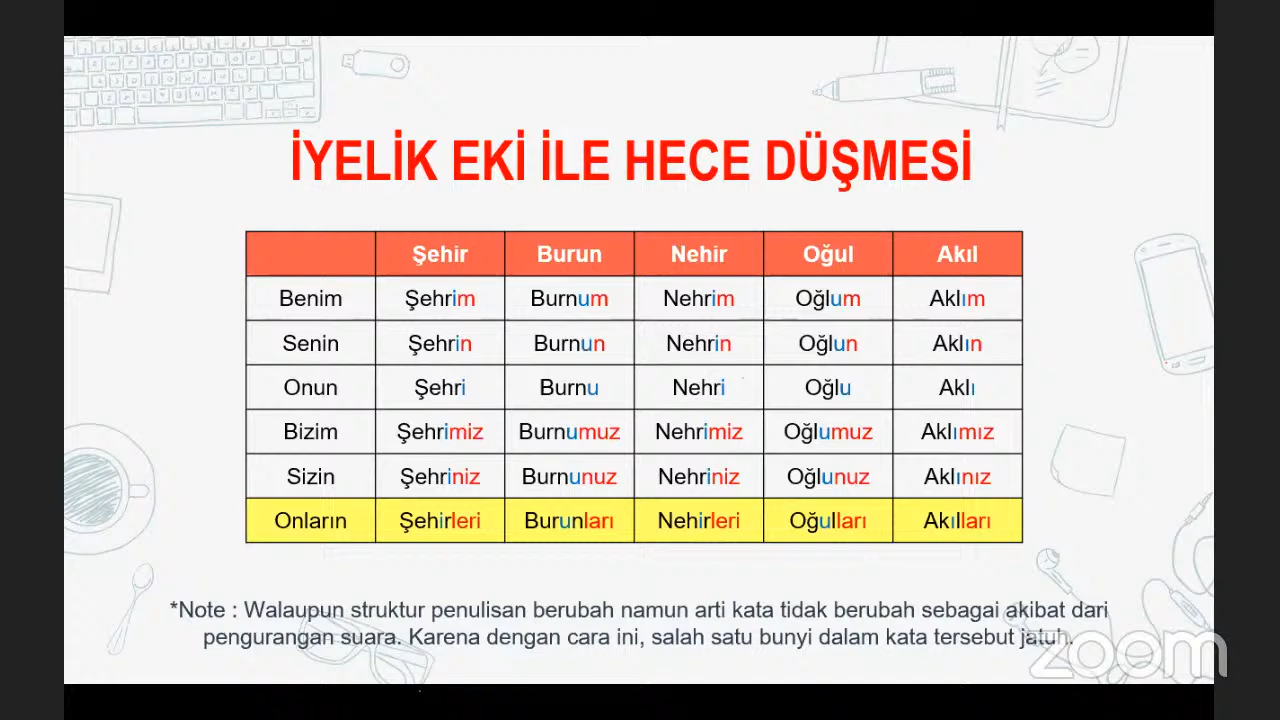 İYELİK EKİ İLE HECE DÜŞMESİ
Şehir Burun Nehir Oğul Akıl
Benim Şehrim Burnum Nehrim Oğlum Aklım
Senin Şehrin Burnun Nehrin Oğlun Aklın
Onun Şehri Burnu Nehri Oğlu Aklı
Bizim Şehrimiz Burnumuz Nehrimiz Oğlumuz Aklımız
Sizin Şehriniz Burnunuz Nehriniz Oğlunuz Aklınız
Onların Şehirleri Burunları Nehirleri Oğulları Akılları
*Note : Walaupun struktur penulisan berubah namun arti kata tidak berubah sebagai akibat dari
pengurangan suara. Karena dengan cara ini, salah satu bunyi dalam kata tersebut jatuh.
zoom